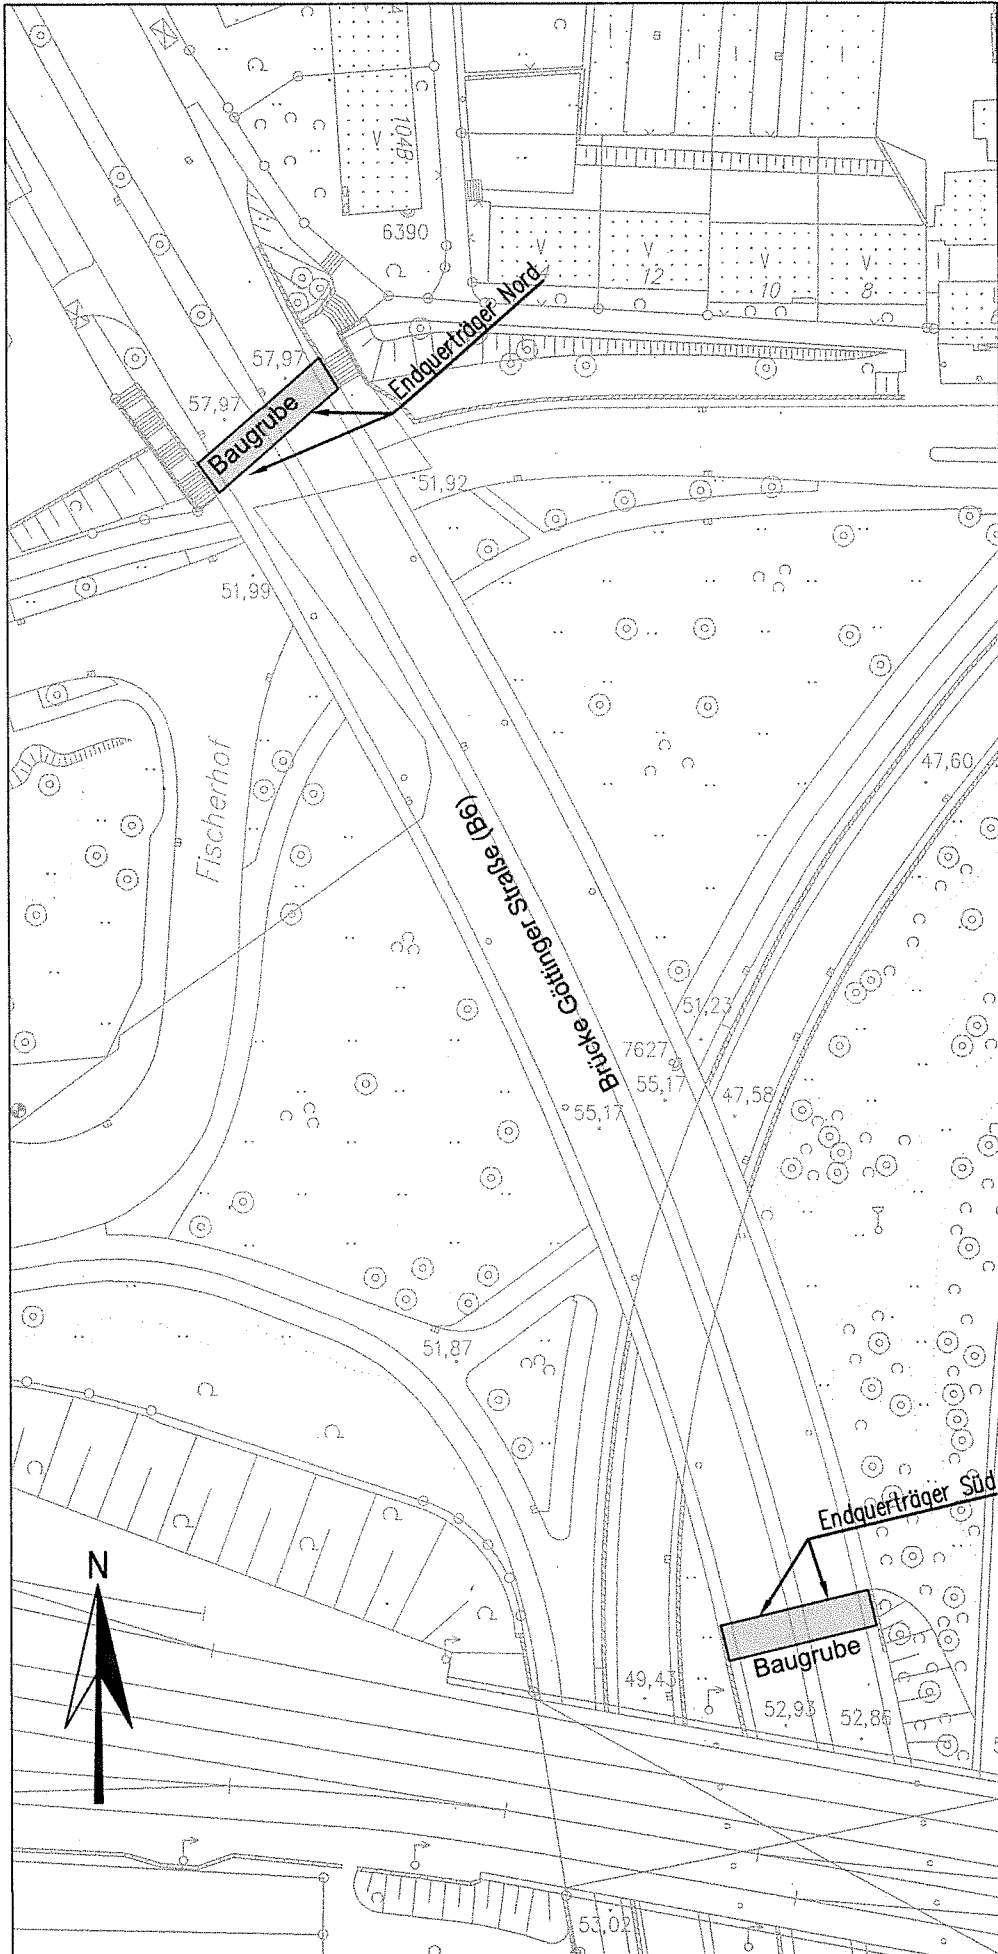 104B
V
6390
V
V
12
V
10
V
8
Endquerträger Nord
57,97
57,97
Baugrube
51,92
51,99
Fischerhof
47,60
Brücke Göttinger Straße (B6)
51,23
7627
55,17
47,58
55,17
51,87
Endquerträger Süd
N
Baugrube
49,43
52,93
52,86
53,02